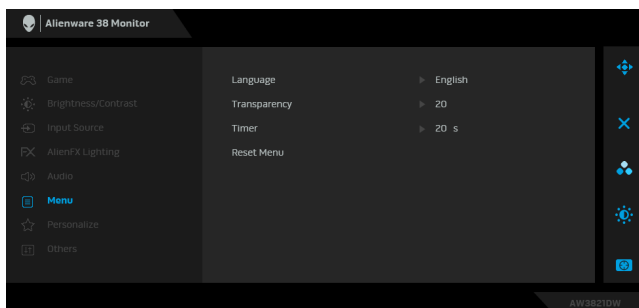 Alienware 38 Monitor
Game
Brightness/Contrast
Input Source
AlienFX Lighting
Audio
Menu
Personalize
Others
Language English
Transparency 20
Timer 20 s
Reset Menu
AW3821DW